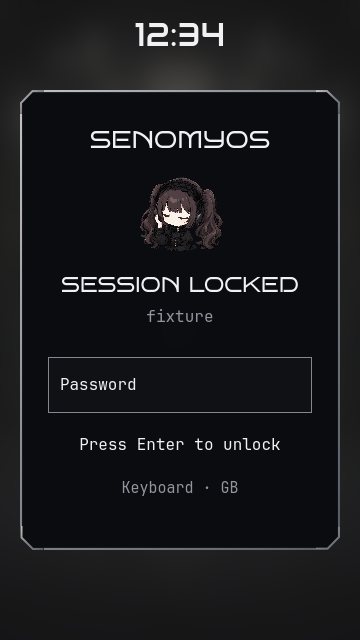 12:34
SENOMYOS
SESSION LOCKED
fixture
Password
Press Enter to unlock
Keyboard · GB